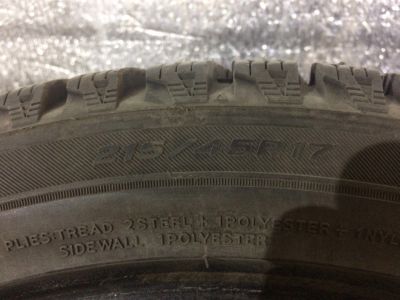 215/45R17
PLIES:TREAD 2STEEL + 1POLYESTER + 1NY
SIDEWALL 1POLYESTER